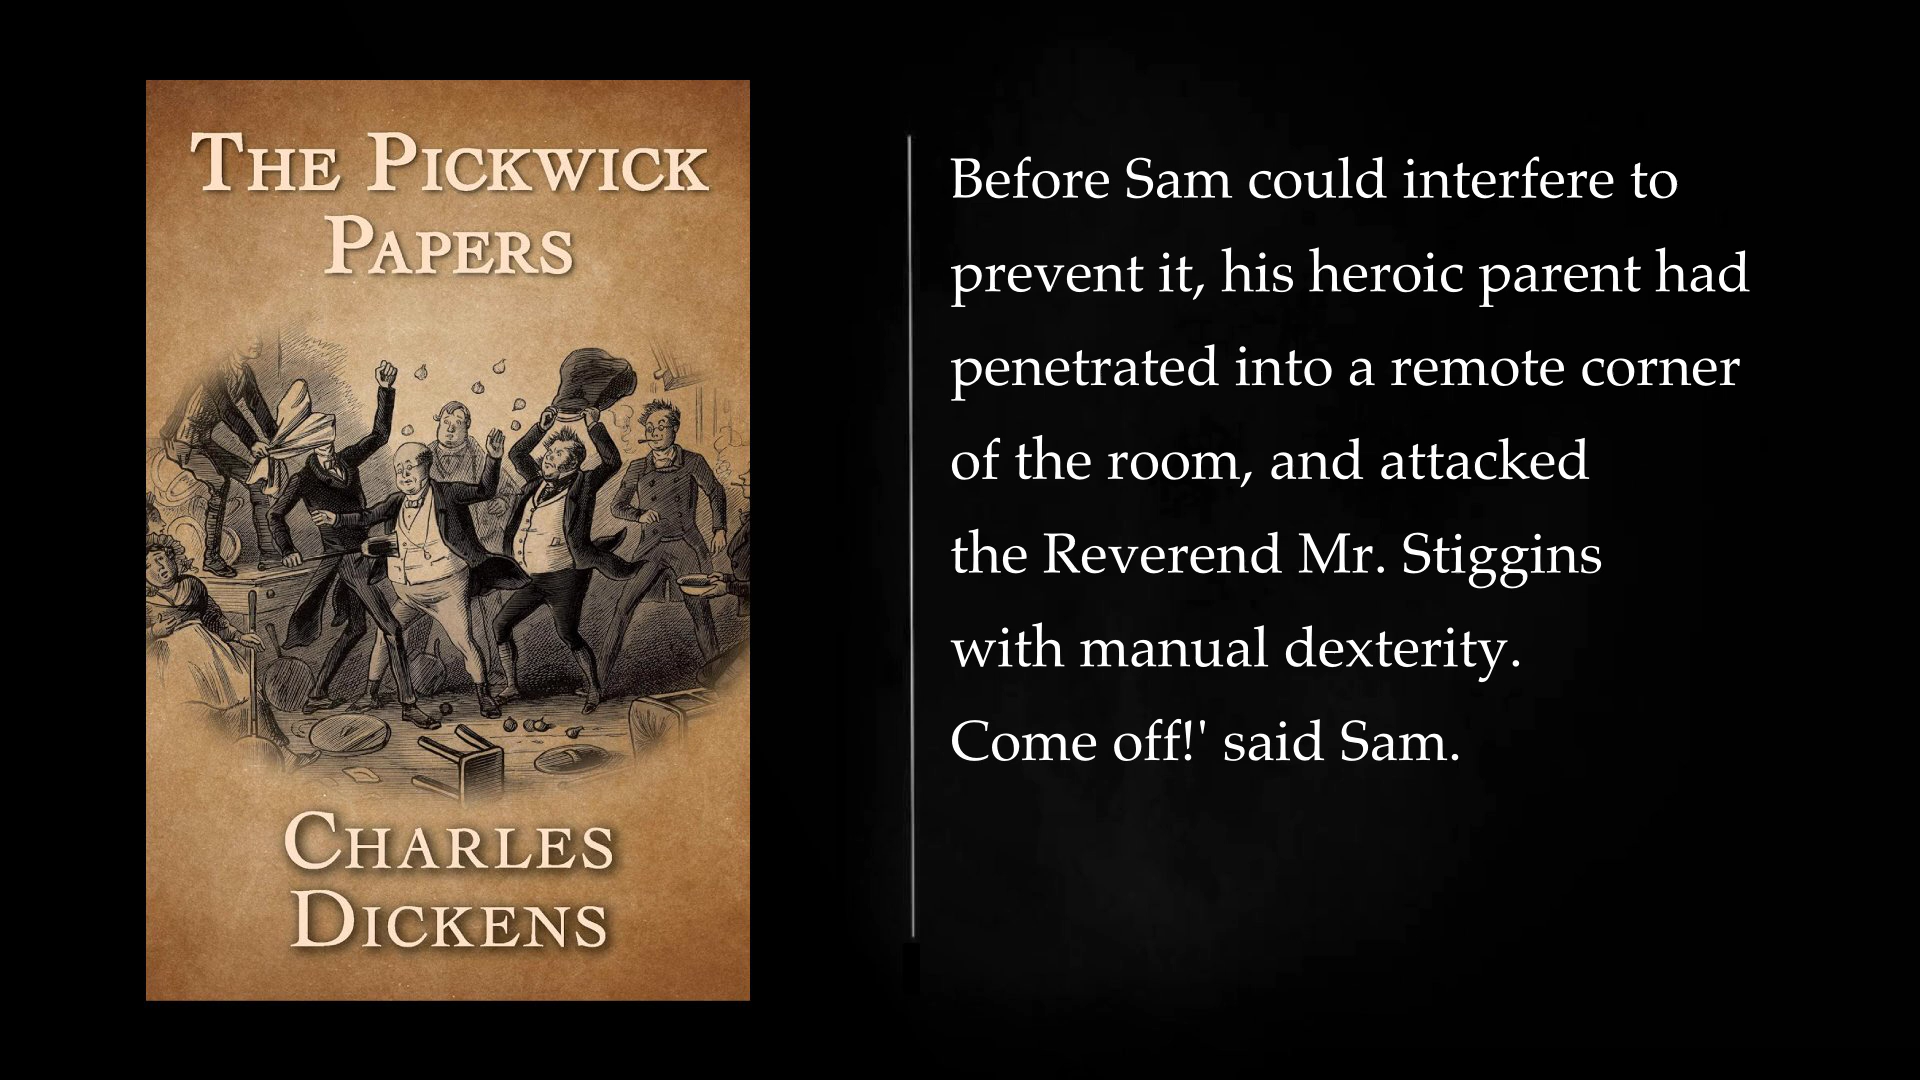 THE PICKWICK
PAPERS
CHARLES
DICKENS
Before Sam could interfere to
prevent it, his heroic parent had
penetrated into a remote corner
of the room, and attacked
the Reverend Mr. Stiggins
with manual dexterity.
Come off!' said Sam.